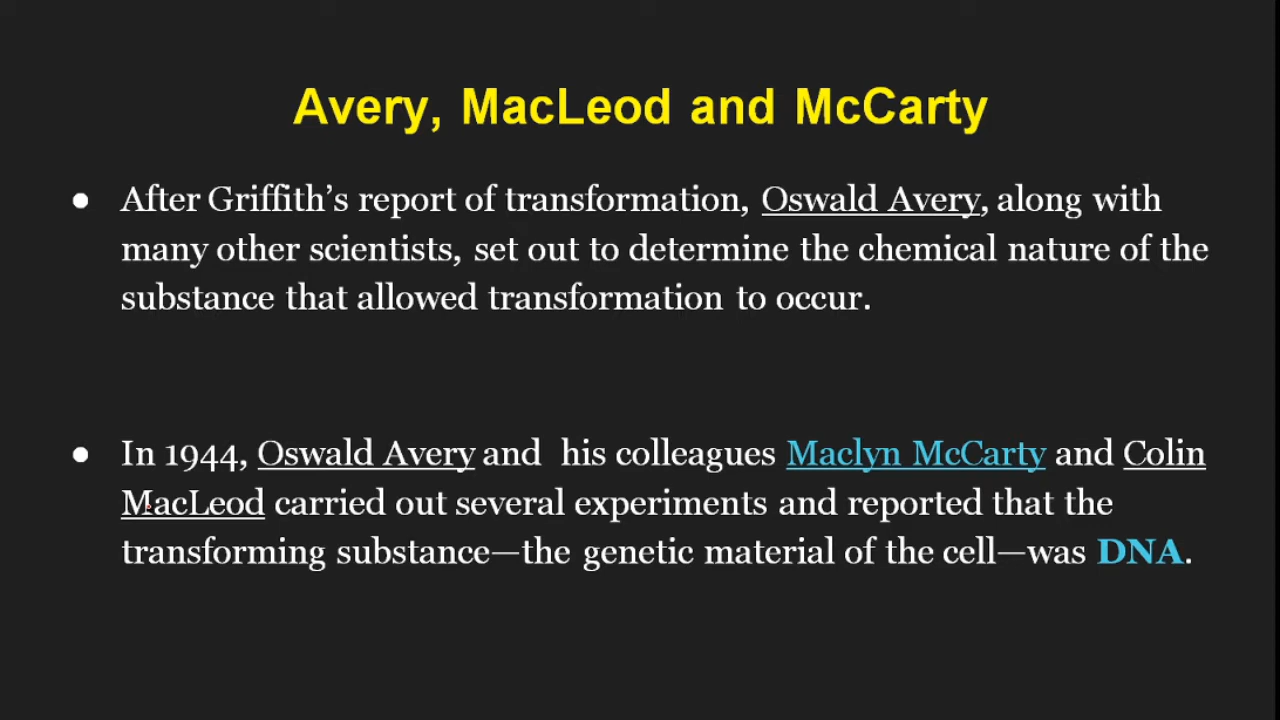 Avery, MacLeod and McCarty
● After Griffith’s report of transformation, Oswald Avery, along with
many other scientists, set out to determine the chemical nature of the
substance that allowed transformation to occur.
● In 1944, Oswald Avery and his colleagues Maclyn McCarty and Colin
MacLeod carried out several experiments and reported that the
transforming substance—the genetic material of the cell—was DNA.